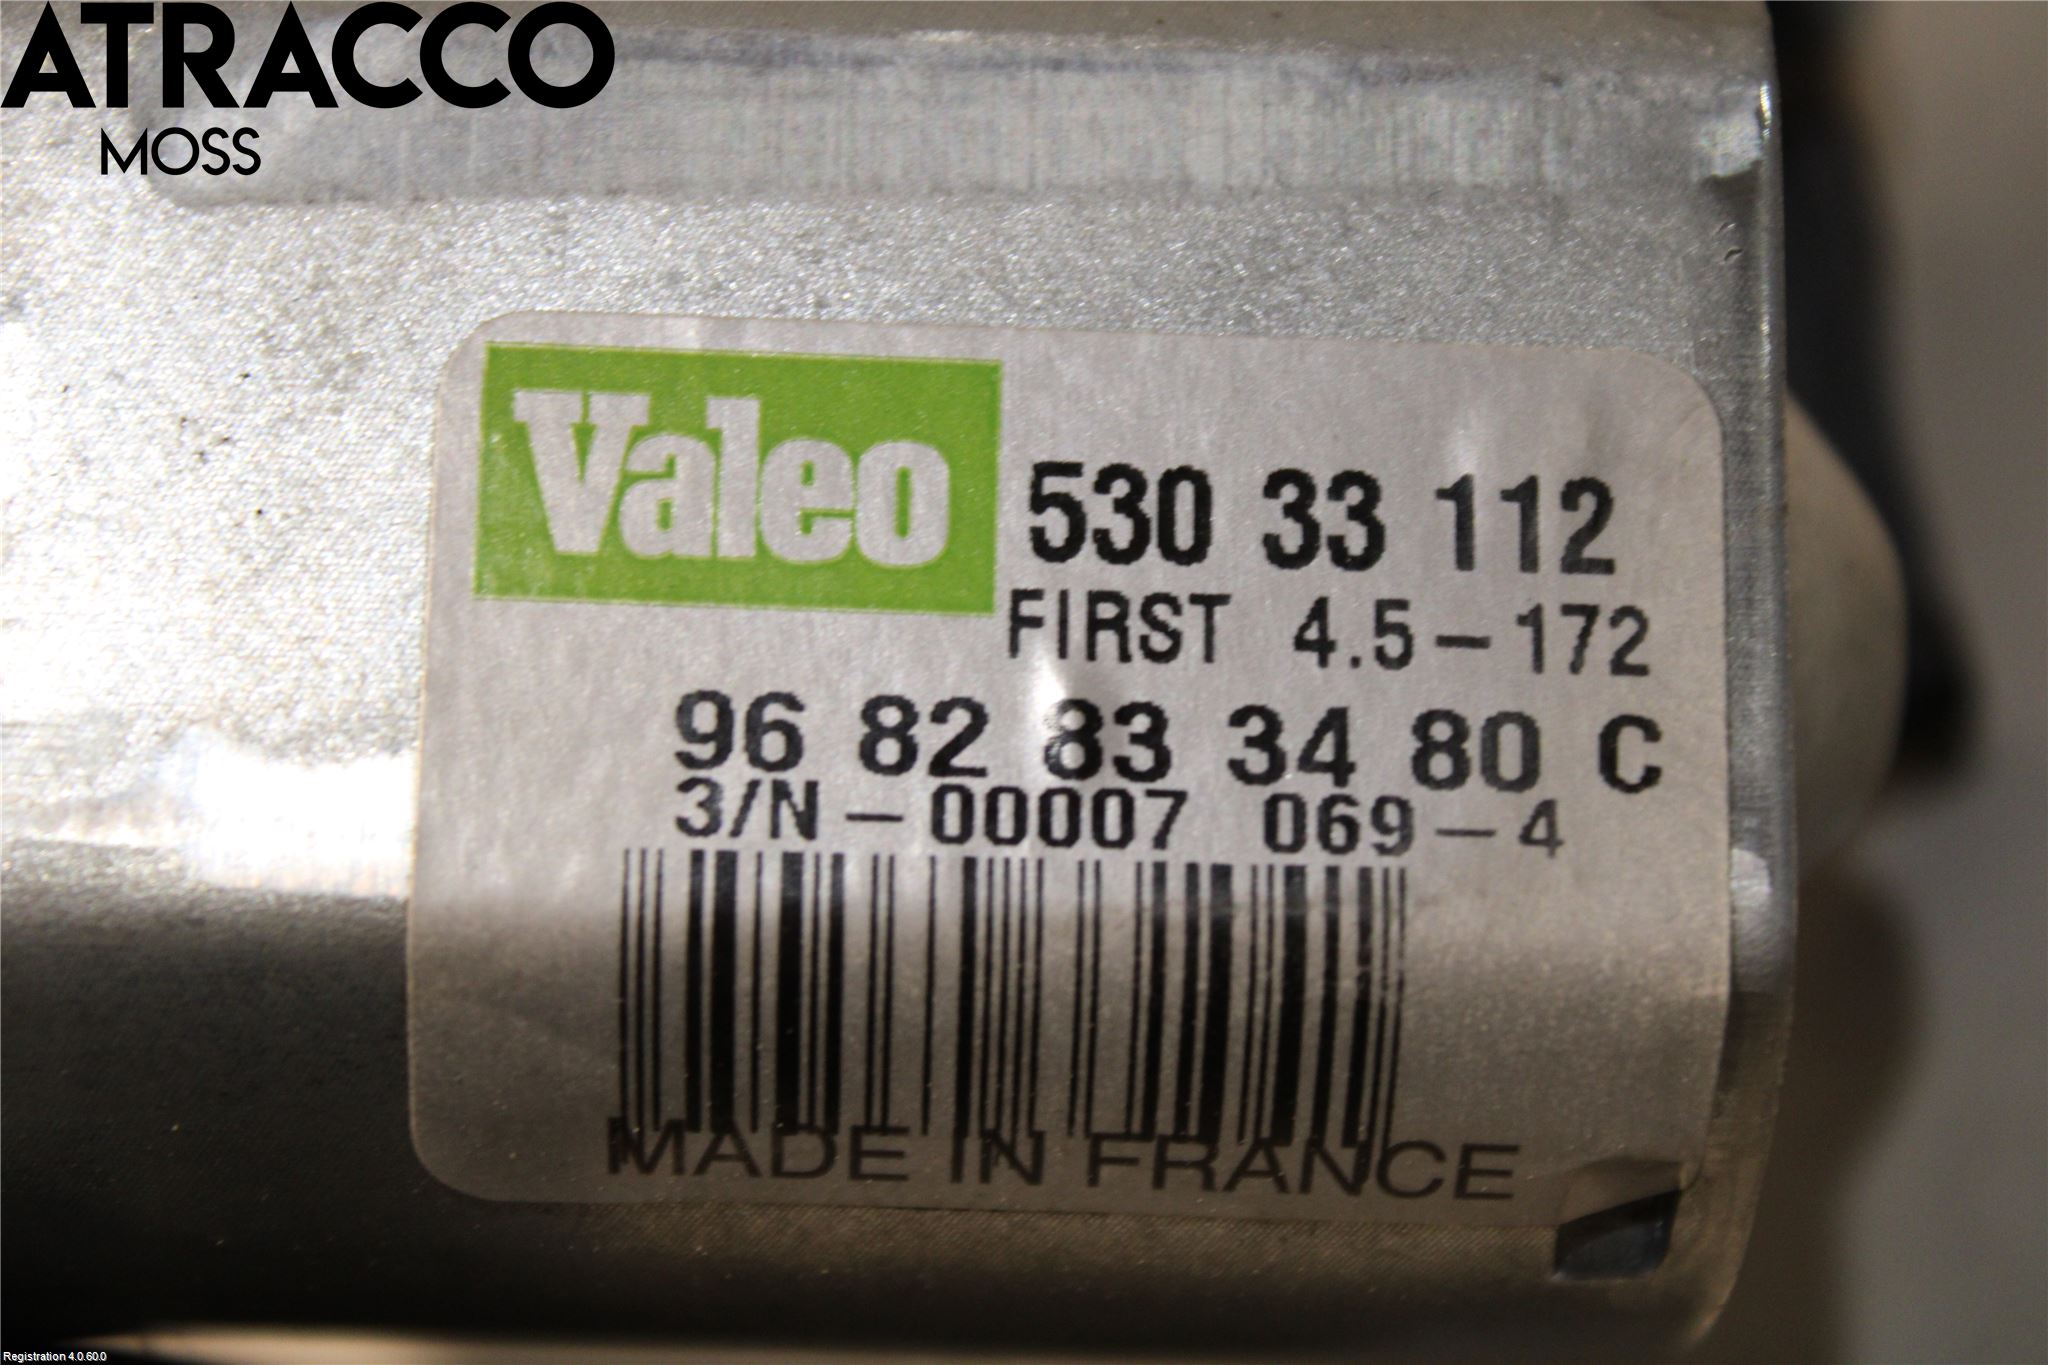 ATRACCO
MOSS
Valeo
530 33 112
FIRST 4.5-172
96 82 83 34 80 C
3/N-00007 069-4
MADE IN FRANCE
Registration 4.0.60.0